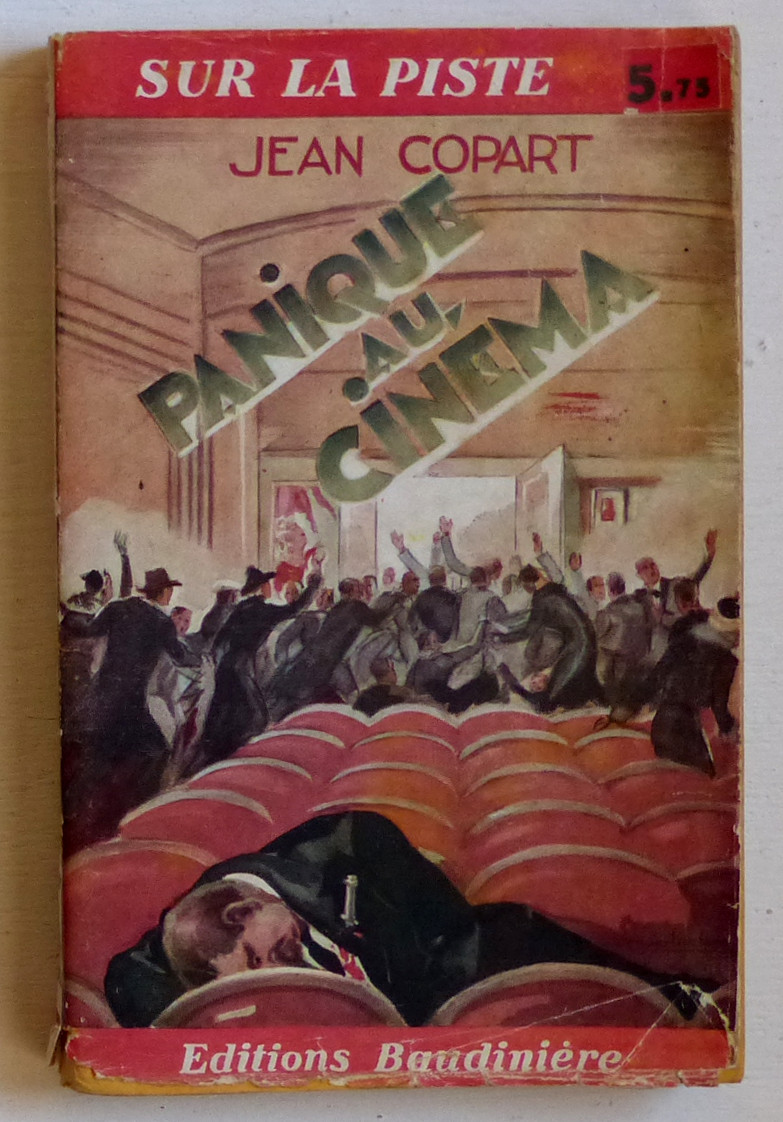 SUR LA PISTE 5.75
JEAN COPART
PANIQUE
AU
CINEMA
Editions Baudinière